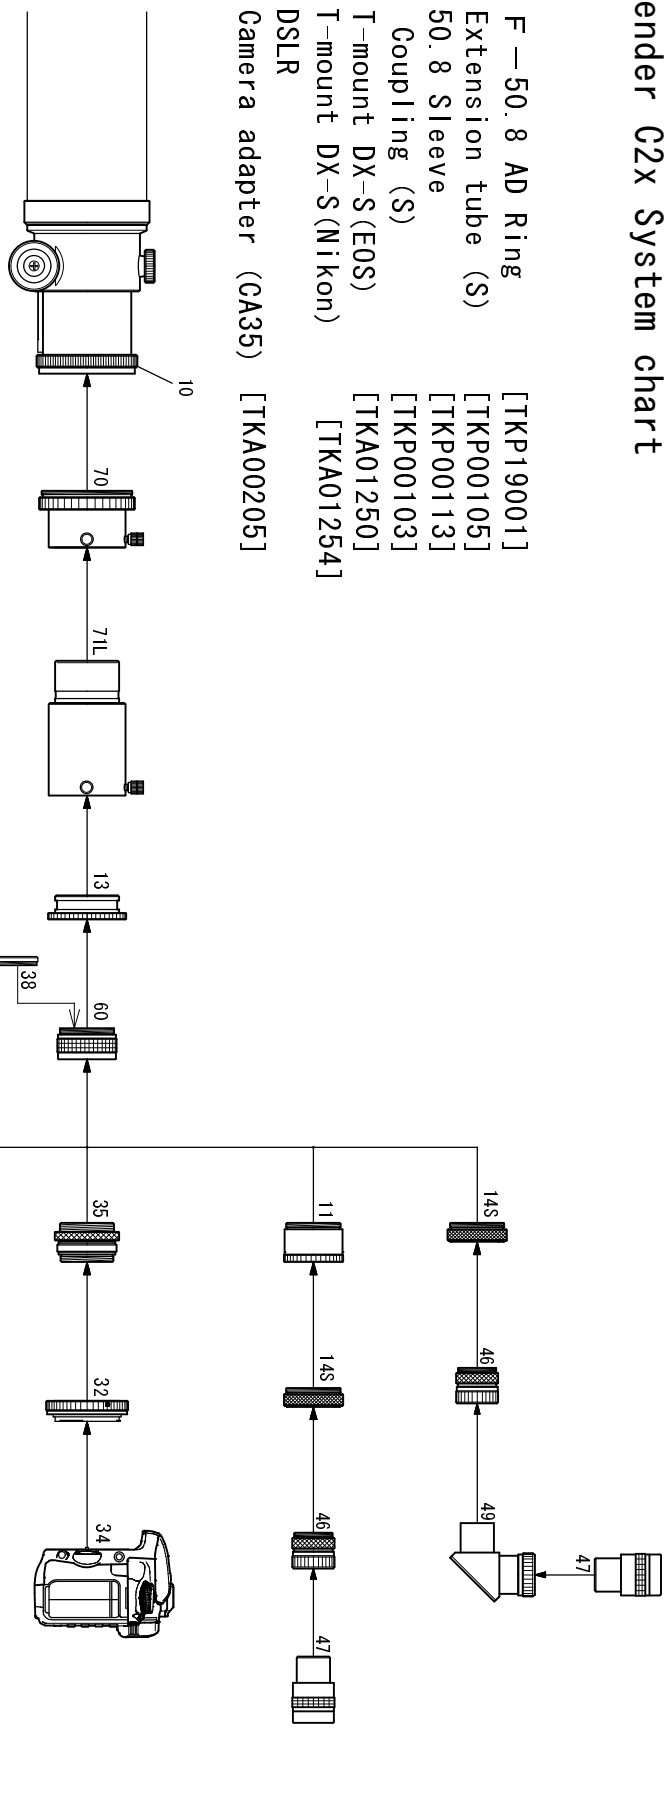 ender C2x System chart
F－50.8 AD Ring [TKP19001]
Extension tube (S) [TKP00105]
50.8 Sleeve [TKP00113]
Coupling (S) [TKP00103]
T-mount DX-S(EOS) [TKA01250]
T-mount DX-S(Nikon) [TKA01254]
DSLR
Camera adapter (CA35) [TKA00205]
47
14S
46
49
11
14S
46
47
10
70
71L
13
60
35
32
34
38